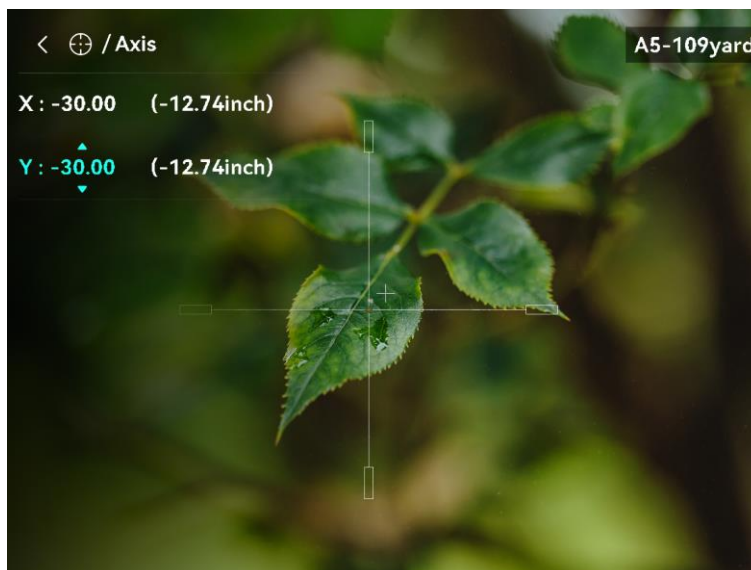 /Axis
A5-109yard
X : -30.00 (-12.74inch)
Y : -30.00 (-12.74inch)